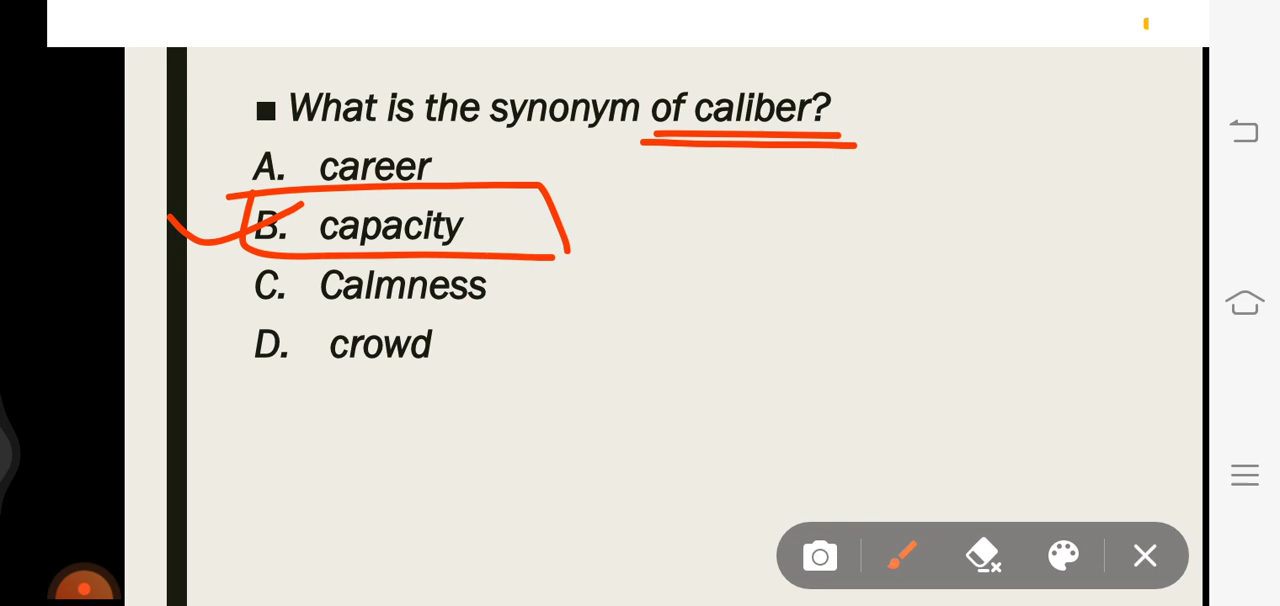 ■ What is the synonym of caliber?
A. career
B. capacity
C. Calmness
D. crowd